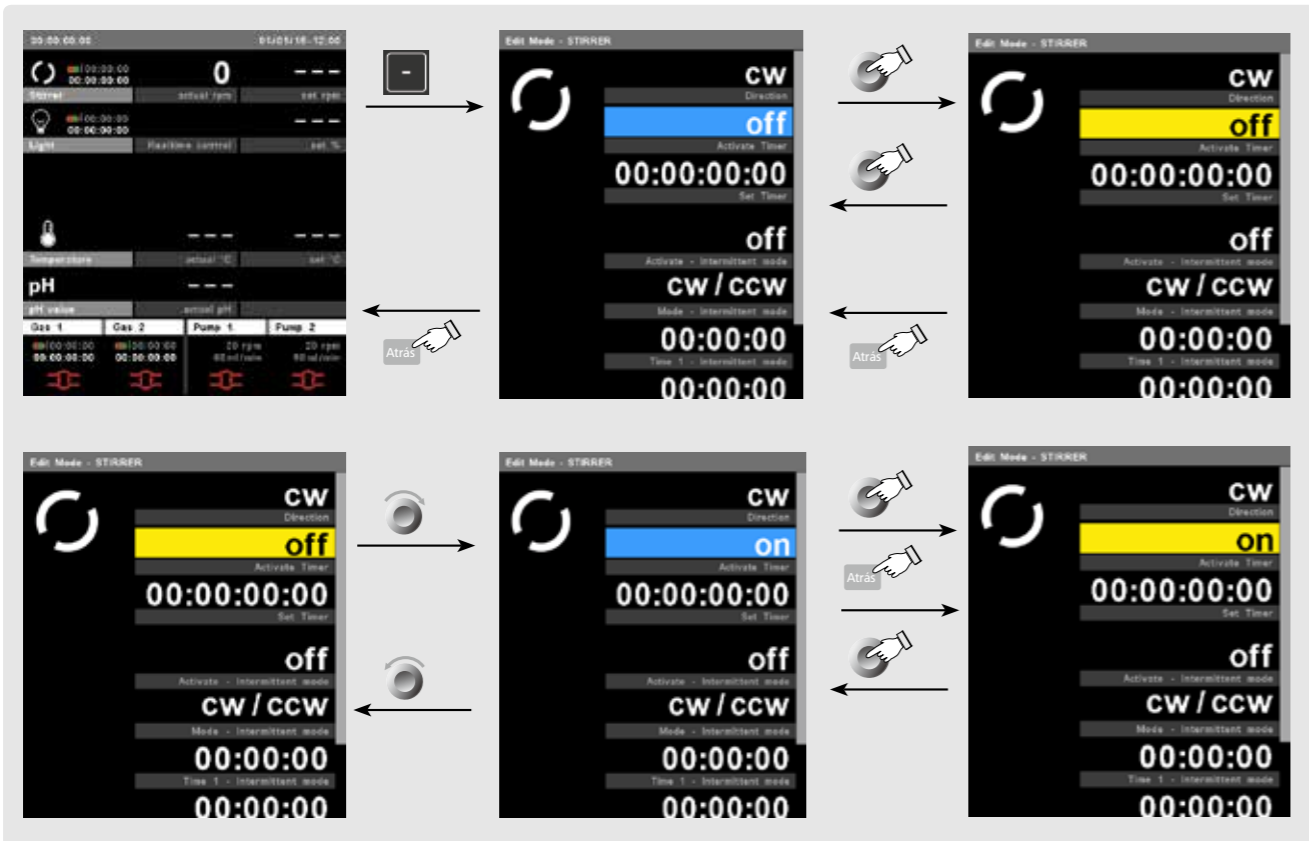 00:00:00:00 01/01/16-12:00
00:00:00
00:00:00:00
0 - - -
Stirrer actual rpm set rpm
00:00:00
00:00:00:00
- - -
Light Realtime control set %
- - - - - -
Temperature actual °C set °C
pH - - -
pH value actual pH
Gas 1 Gas 2 Pump 1 Pump 2
00:00:00 00:00:00 20 rpm 20 rpm
00:00:00:00 00:00:00:00 60 ml/min 60 ml/min
-
Atrás
Edit Mode - STIRRER
cw
Direction
off
Activate Timer
00:00:00:00
Set Timer
off
Activate - Intermittent mode
cw / ccw
Mode - Intermittent mode
00:00:00
Time 1 - Intermittent mode
00:00:00
Atrás
Edit Mode - STIRRER
cw
Direction
off
Activate Timer
00:00:00:00
Set Timer
off
Activate - Intermittent mode
cw / ccw
Mode - Intermittent mode
00:00:00
Time 1 - Intermittent mode
00:00:00
Edit Mode - STIRRER
cw
Direction
off
Activate Timer
00:00:00:00
Set Timer
off
Activate - Intermittent mode
cw / ccw
Mode - Intermittent mode
00:00:00
Time 1 - Intermittent mode
00:00:00
Edit Mode - STIRRER
cw
Direction
on
Activate Timer
00:00:00:00
Set Timer
off
Activate - Intermittent mode
cw / ccw
Mode - Intermittent mode
00:00:00
Time 1 - Intermittent mode
00:00:00
Atrás
Edit Mode - STIRRER
cw
Direction
on
Activate Timer
00:00:00:00
Set Timer
off
Activate - Intermittent mode
cw / ccw
Mode - Intermittent mode
00:00:00
Time 1 - Intermittent mode
00:00:00